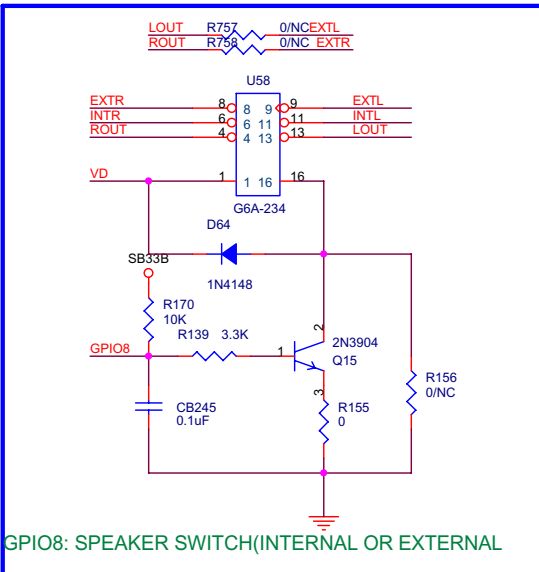 LOUT R757 0/NC EXTL
ROUT R758 0/NC EXTR
U58
EXTR 8 8 9 9 EXTL
INTR 6 6 11 11 INTL
ROUT 4 4 13 13 LOUT
VD 1 1 16 16
G6A-234
D64
SB33B
1N4148
R170
10K
R139 3.3K
2
2N3904
GPIO8 1
Q15
3
R156
0/NC
CB245
0.1uF
R155
0
GPIO8: SPEAKER SWITCH(INTERNAL OR EXTERNAL